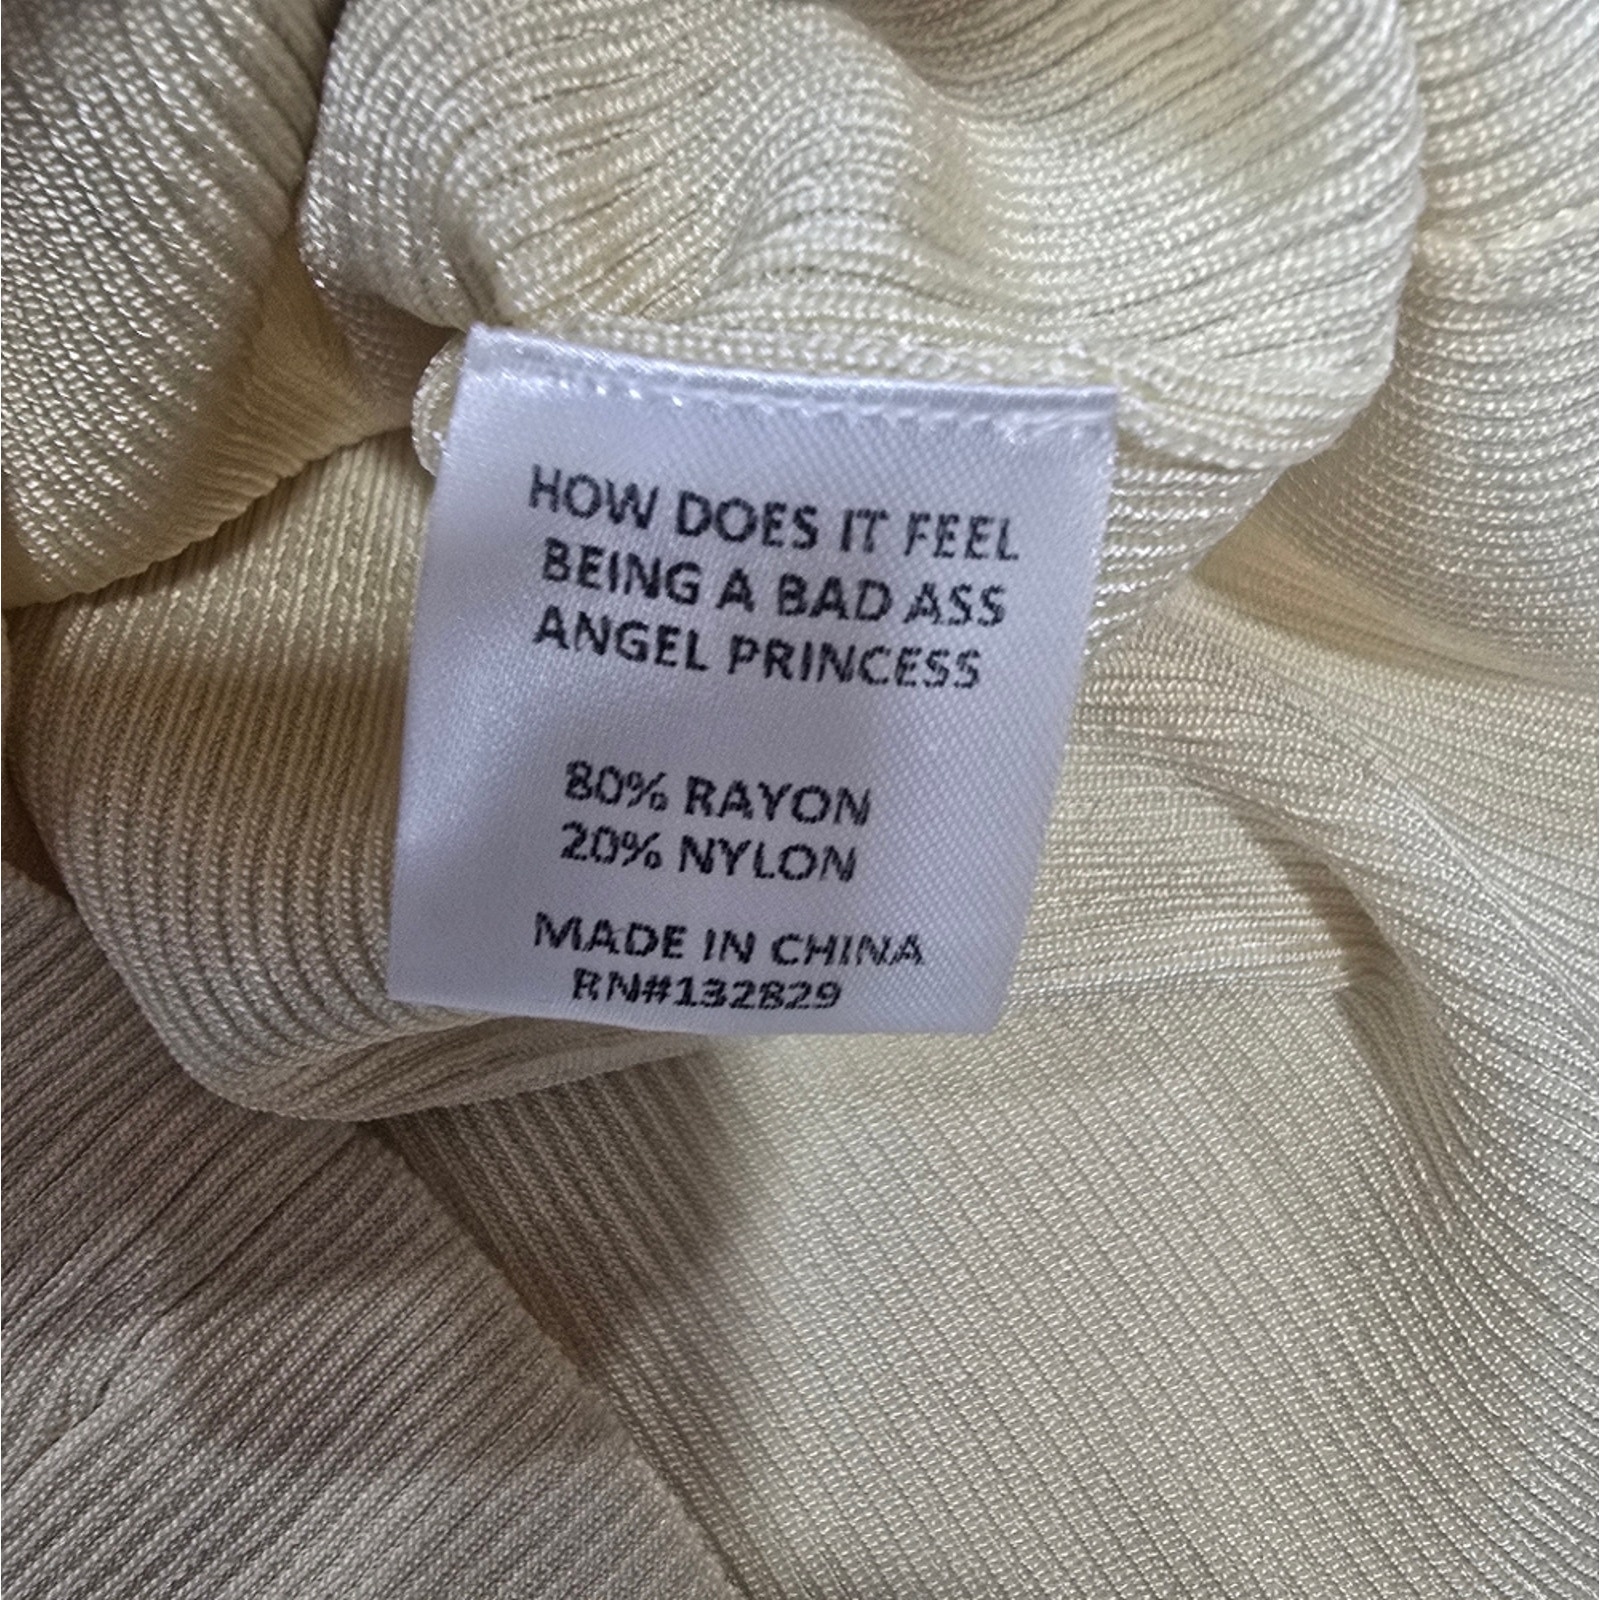 HOW DOES IT FEEL
BEING A BAD ASS
ANGEL PRINCESS
80% RAYON
20% NYLON
MADE IN CHINA
RN#132829